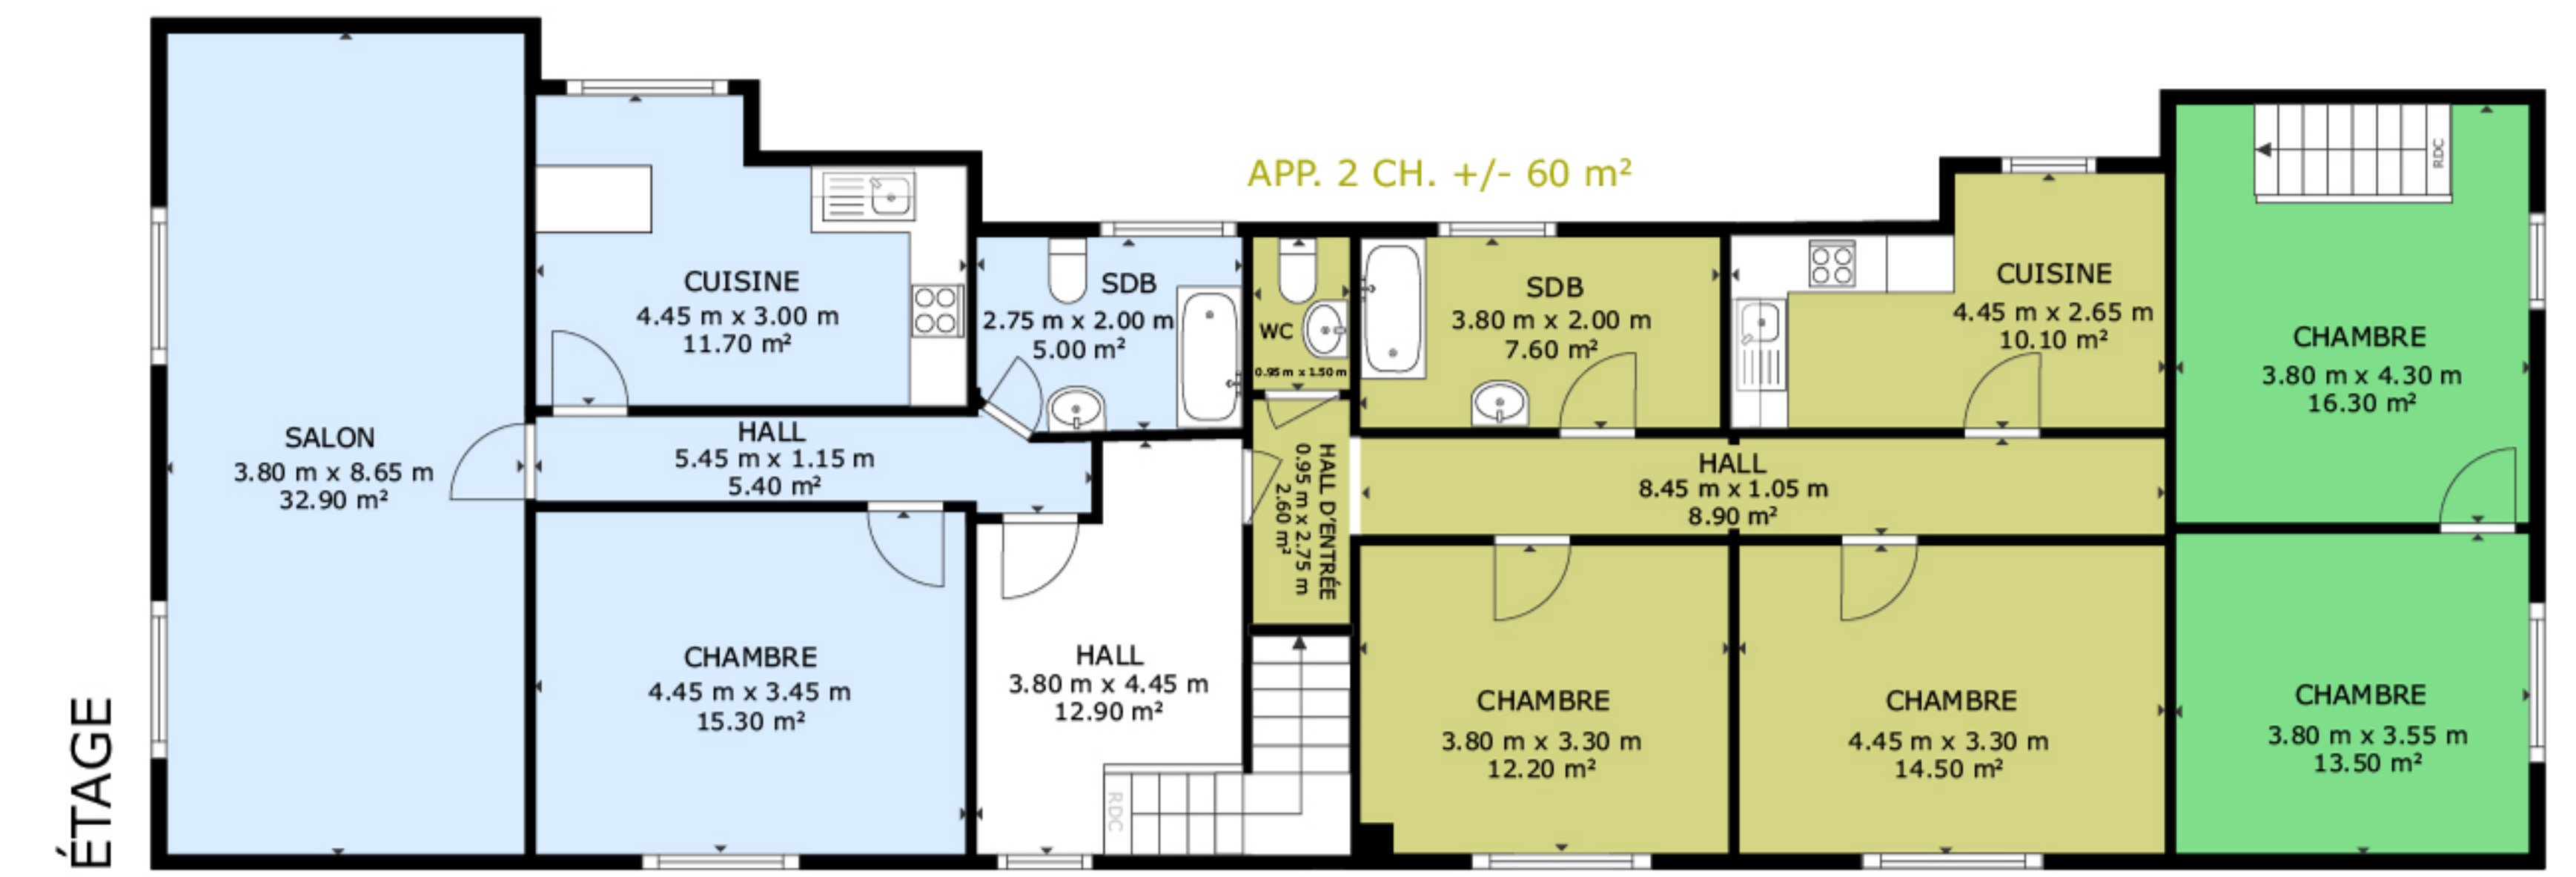 ÉTAGE
APP. 2 CH. +/- 60 m²
SALON
3.80 m x 8.65 m
32.90 m²
CUISINE
4.45 m x 3.00 m
11.70 m²
HALL
5.45 m x 1.15 m
5.40 m²
CHAMBRE
4.45 m x 3.45 m
15.30 m²
SDB
2.75 m x 2.00 m
5.00 m²
HALL
3.80 m x 4.45 m
12.90 m²
RDC
WC
0.95 m x 1.50 m
HALL D'ENTRÉE
0.95 m x 2.75 m
2.60 m²
SDB
3.80 m x 2.00 m
7.60 m²
CUISINE
4.45 m x 2.65 m
10.10 m²
HALL
8.45 m x 1.05 m
8.90 m²
CHAMBRE
3.80 m x 3.30 m
12.20 m²
CHAMBRE
4.45 m x 3.30 m
14.50 m²
RDC
CHAMBRE
3.80 m x 4.30 m
16.30 m²
CHAMBRE
3.80 m x 3.55 m
13.50 m²